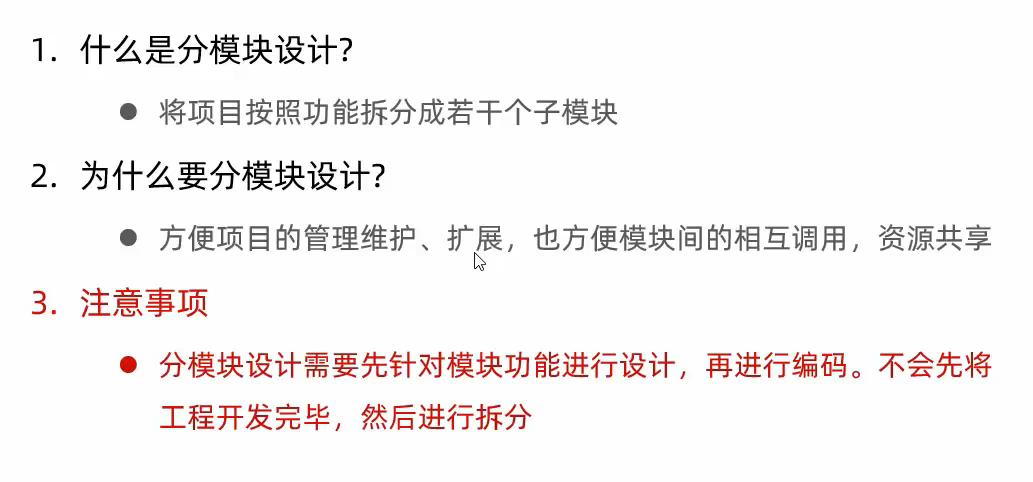 1. 什么是分模块设计?
● 将项目按照功能拆分成若干个子模块
2. 为什么要分模块设计?
● 方便项目的管理维护、扩展，也方便模块间的相互调用，资源共享
3. 注意事项
● 分模块设计需要先针对模块功能进行设计，再进行编码。不会先将
工程开发完毕，然后进行拆分